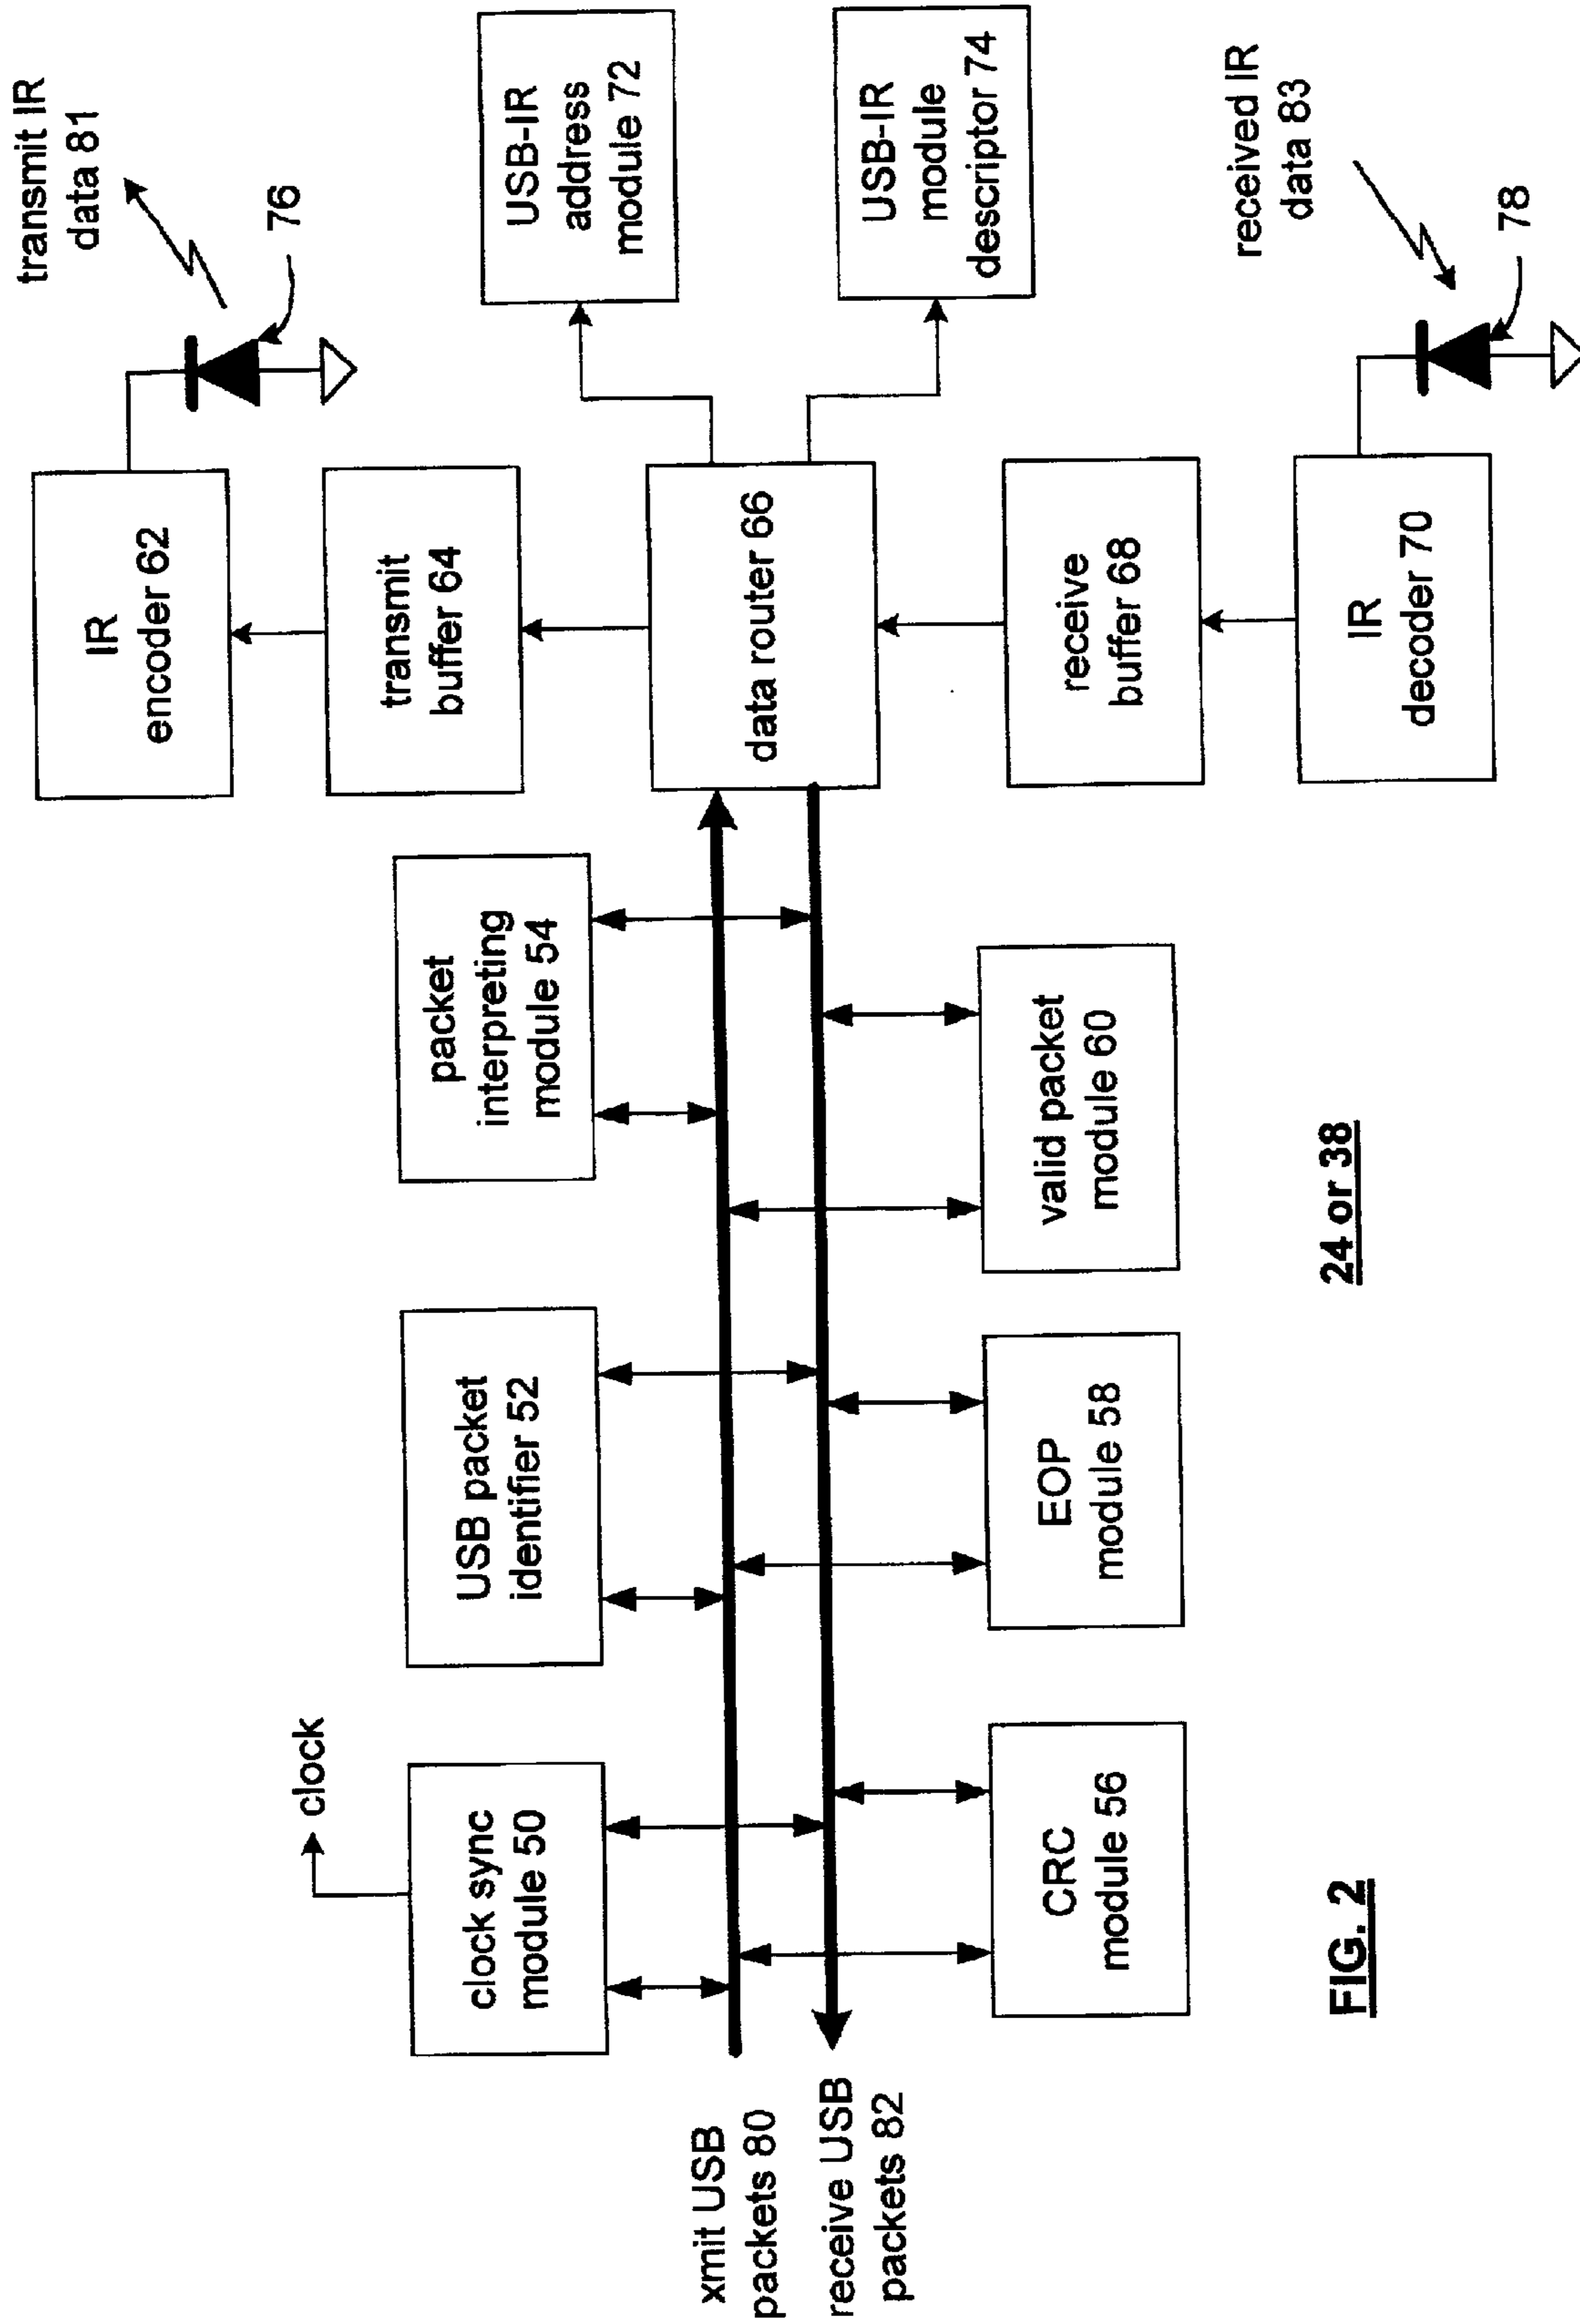 transmit IR
data 81
76
IR
encoder 62
transmit
buffer 64
USB-IR
address
module 72
clock
clock sync
module 50
USB packet
identifier 52
packet
interpreting
module 54
data router 66
xmit USB
packets 80
receive USB
packets 82
USB-IR
module
descriptor 74
CRC
module 56
EOP
module 58
valid packet
module 60
receive
buffer 68
IR
decoder 70
received IR
data 83
78
FIG. 2
24 or 38